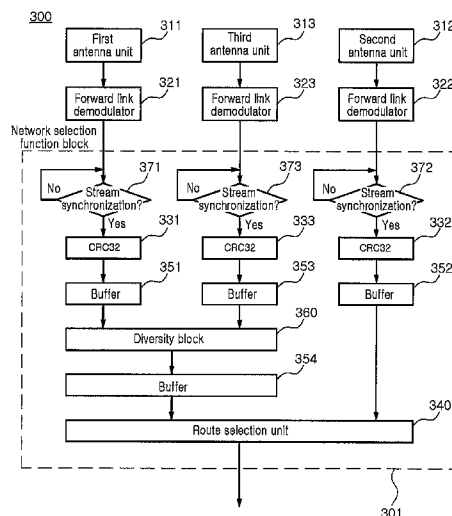 300
311
313
312
First
antenna unit
Third
antenna unit
Second
antenna unit
321
323
322
Forward link
demodulator
Forward link
demodulator
Forward link
demodulator
Network selection
function block
371
373
372
No
Stream
synchronization?
Yes
No
Stream
synchronization?
Yes
No
Stream
synchronization?
Yes
331
333
332
CRC32
CRC32
CRC32
351
353
352
Buffer
Buffer
Buffer
360
Diversity block
354
Buffer
340
Route selection unit
301